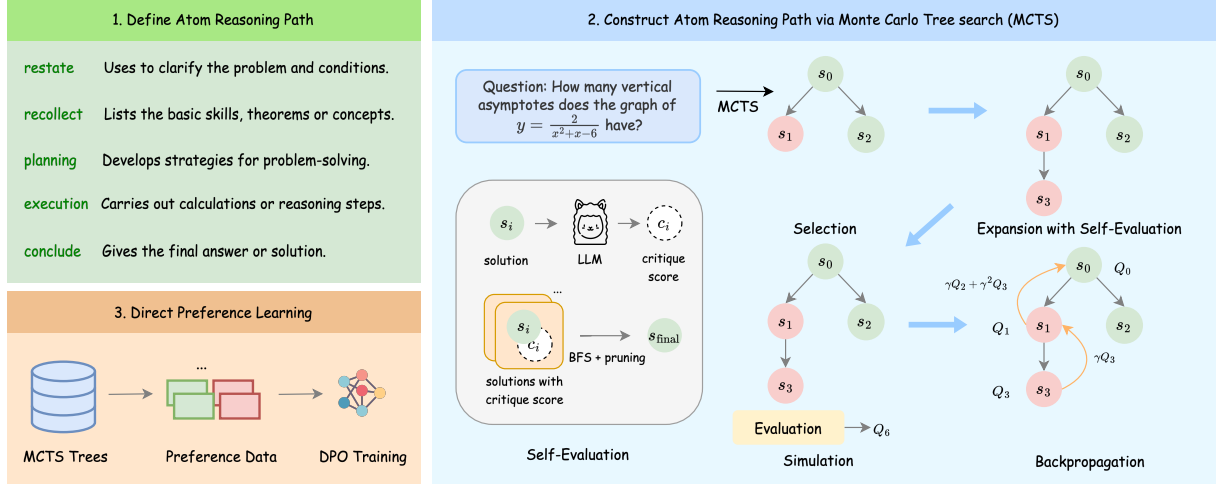 1. Define Atom Reasoning Path
restate Uses to clarify the problem and conditions.
recollect Lists the basic skills, theorems or concepts.
planning Develops strategies for problem-solving.
execution Carries out calculations or reasoning steps.
conclude Gives the final answer or solution.
3. Direct Preference Learning
...
MCTS Trees
Preference Data
DPO Training
2. Construct Atom Reasoning Path via Monte Carlo Tree search (MCTS)
Question: How many vertical
asymptotes does the graph of
y = 2/(x²+x−6) have?
MCTS
s₀
s₁
s₂
Selection
s₀
s₁
s₂
s₃
Expansion with Self-Evaluation
sᵢ
cᵢ
solution
LLM
critique
score
...
sᵢ
cᵢ
BFS + pruning
s_final
solutions with
critique score
Self-Evaluation
s₀
s₁
s₂
s₃
Evaluation
Q₆
Simulation
s₀
Q₀
γQ₂ + γ²Q₃
Q₁
s₁
s₂
γQ₃
Q₃
s₃
Backpropagation